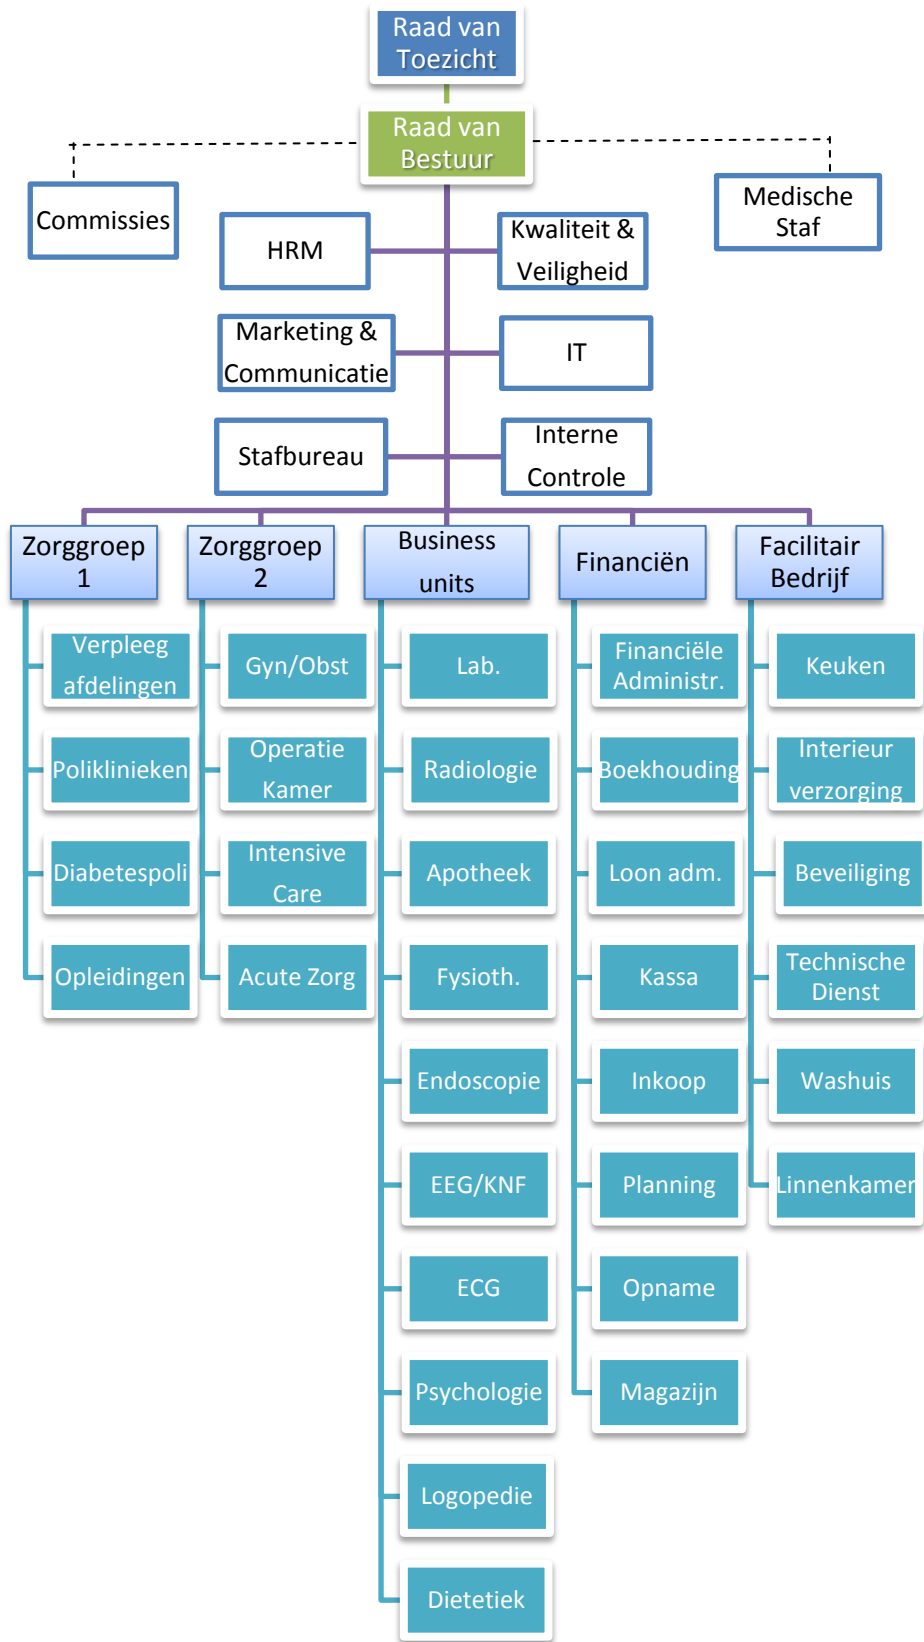 Raad van
Toezicht
Raad van
Bestuur
Commissies
Medische
Staf
HRM
Kwaliteit &
Veiligheid
Marketing &
Communicatie
IT
Stafbureau
Interne
Controle
Zorggroep
1
Zorggroep
2
Business
units
Financiën
Facilitair
Bedrijf
Verpleeg
afdelingen
Poliklinieken
Diabetespoli
Opleidingen
Gyn/Obst
Operatie
Kamer
Intensive
Care
Acute Zorg
Lab.
Radiologie
Apotheek
Fysioth.
Endoscopie
EEG/KNF
ECG
Psychologie
Logopedie
Dietetiek
Financiële
Administr.
Boekhouding
Loon adm.
Kassa
Inkoop
Planning
Opname
Magazijn
Keuken
Interieur
verzorging
Beveiliging
Technische
Dienst
Washuis
Linnenkamer